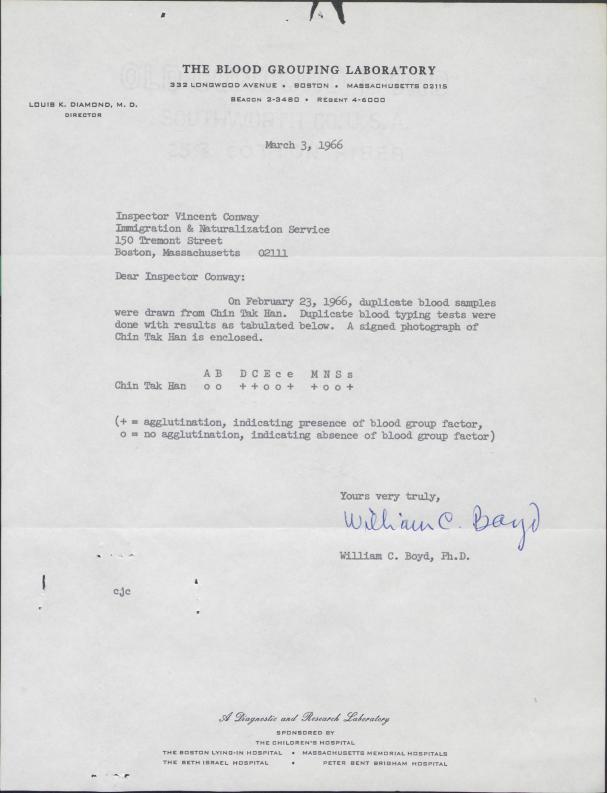 THE BLOOD GROUPING LABORATORY
332 LONGWOOD AVENUE • BOSTON • MASSACHUSETTS 02115
BEACON 2-3480 • REGENT 4-6000
LOUIS K. DIAMOND, M. D.
DIRECTOR
March 3, 1966
Inspector Vincent Conway
Immigration & Naturalization Service
150 Tremont Street
Boston, Massachusetts 02111
Dear Inspector Conway:
On February 23, 1966, duplicate blood samples
were drawn from Chin Tak Han. Duplicate blood typing tests were
done with results as tabulated below. A signed photograph of
Chin Tak Han is enclosed.
A B D C E c e M N S s
Chin Tak Han o o + + o o + + o o +
(+ = agglutination, indicating presence of blood group factor,
o = no agglutination, indicating absence of blood group factor)
Yours very truly,
William C. Boyd
William C. Boyd, Ph.D.
cjc
A Diagnostic and Research Laboratory
SPONSORED BY
THE CHILDREN'S HOSPITAL
THE BOSTON LYING-IN HOSPITAL • MASSACHUSETTS MEMORIAL HOSPITALS
THE BETH ISRAEL HOSPITAL • PETER BENT BRIGHAM HOSPITAL